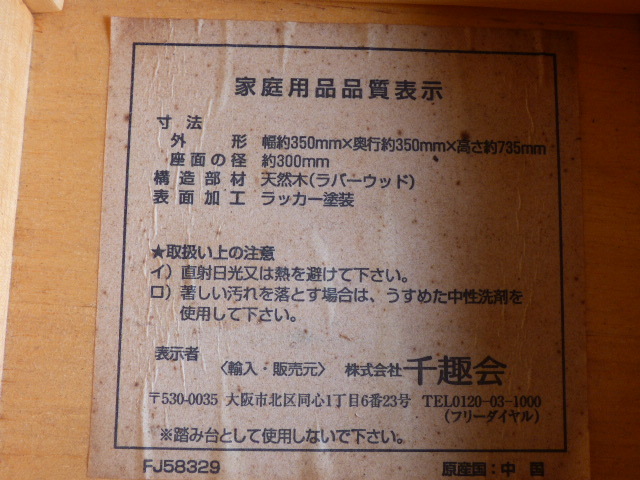 家庭用品品質表示
寸法
外形 幅約350mm×奥行約350mm×高さ約735mm
座面の径 約300mm
構造部材 天然木(ラバーウッド)
表面加工 ラッカー塗装
★取扱い上の注意
イ）直射日光又は熱を避けて下さい。
ロ）著しい汚れを落とす場合は、うすめた中性洗剤を
使用して下さい。
表示者
〈輸入・販売元〉 株式会社千趣会
〒530-0035 大阪市北区同心1丁目6番23号 TEL0120-03-1000
(フリーダイヤル)
※踏み台として使用しないで下さい。
FJ58329 原産国：中国